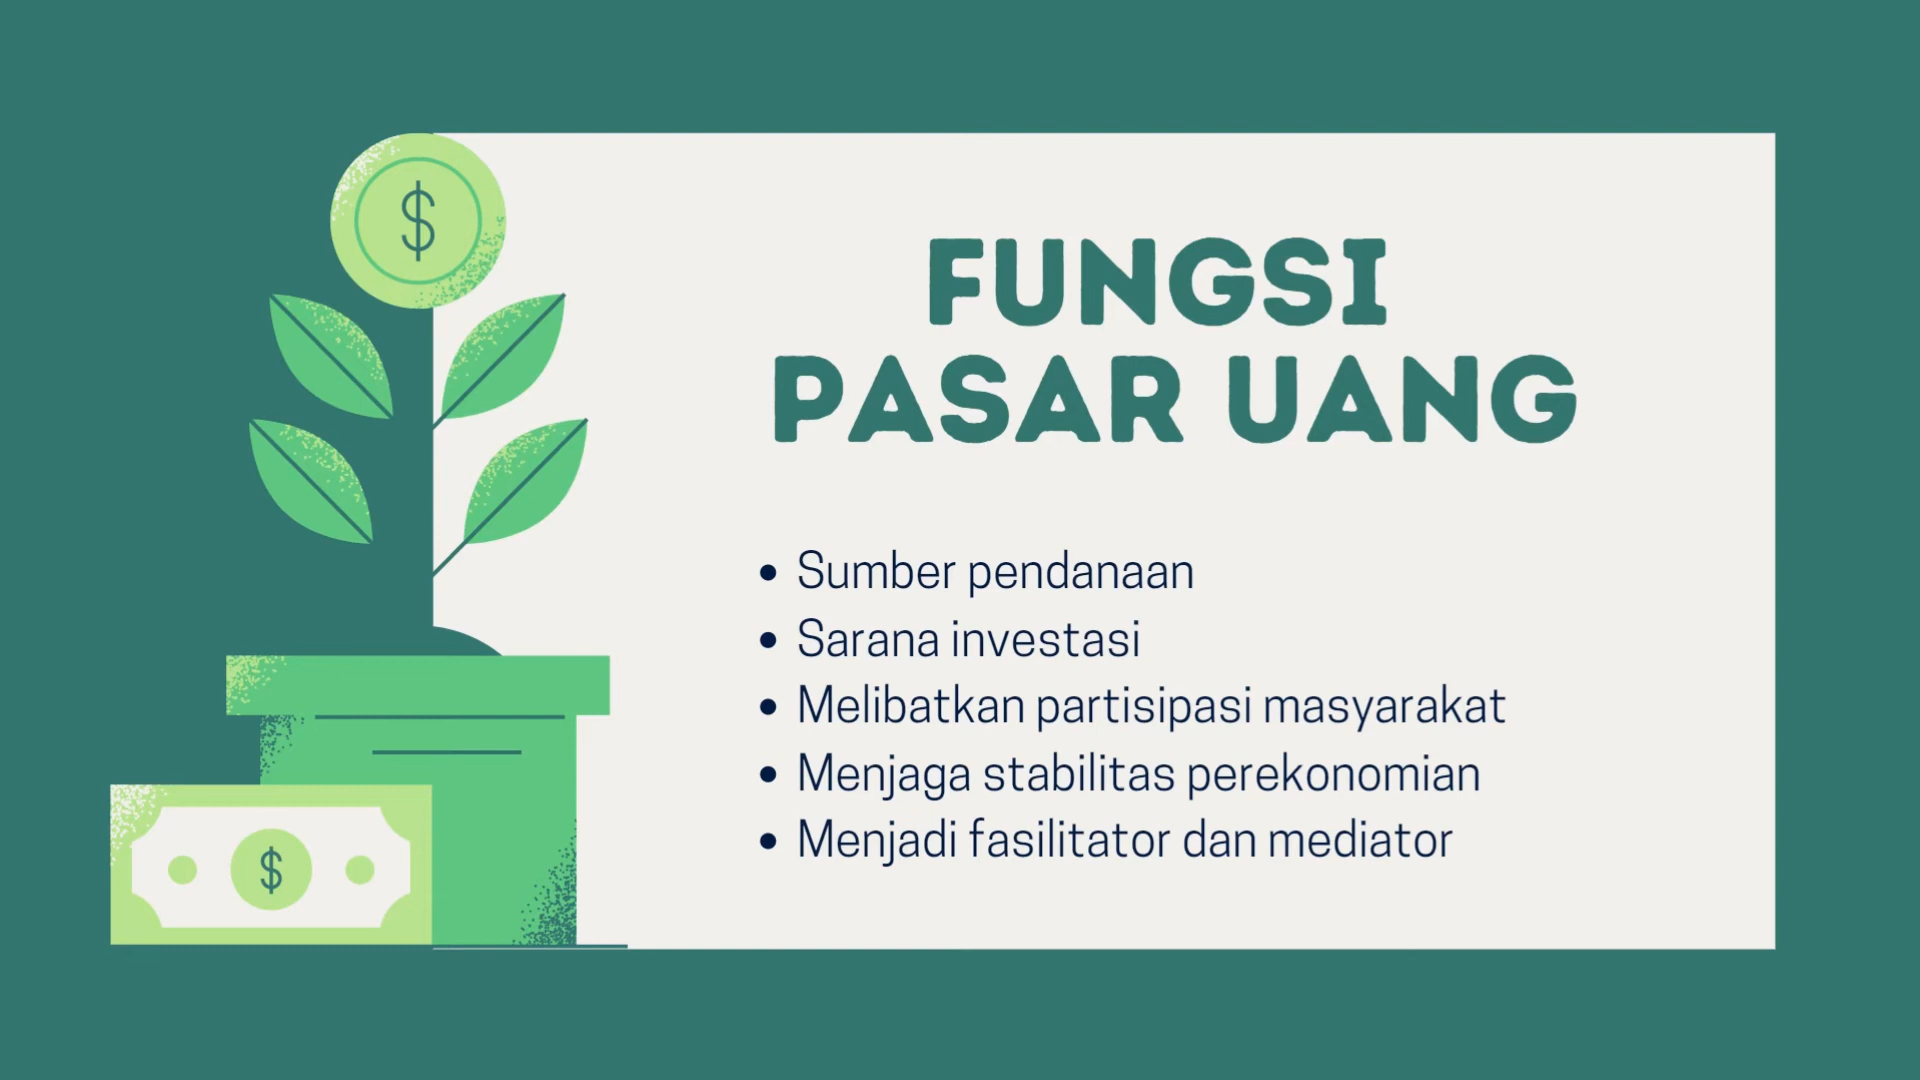 $
FUNGSI
PASAR UANG
• Sumber pendanaan
• Sarana investasi
• Melibatkan partisipasi masyarakat
• Menjaga stabilitas perekonomian
• Menjadi fasilitator dan mediator
$